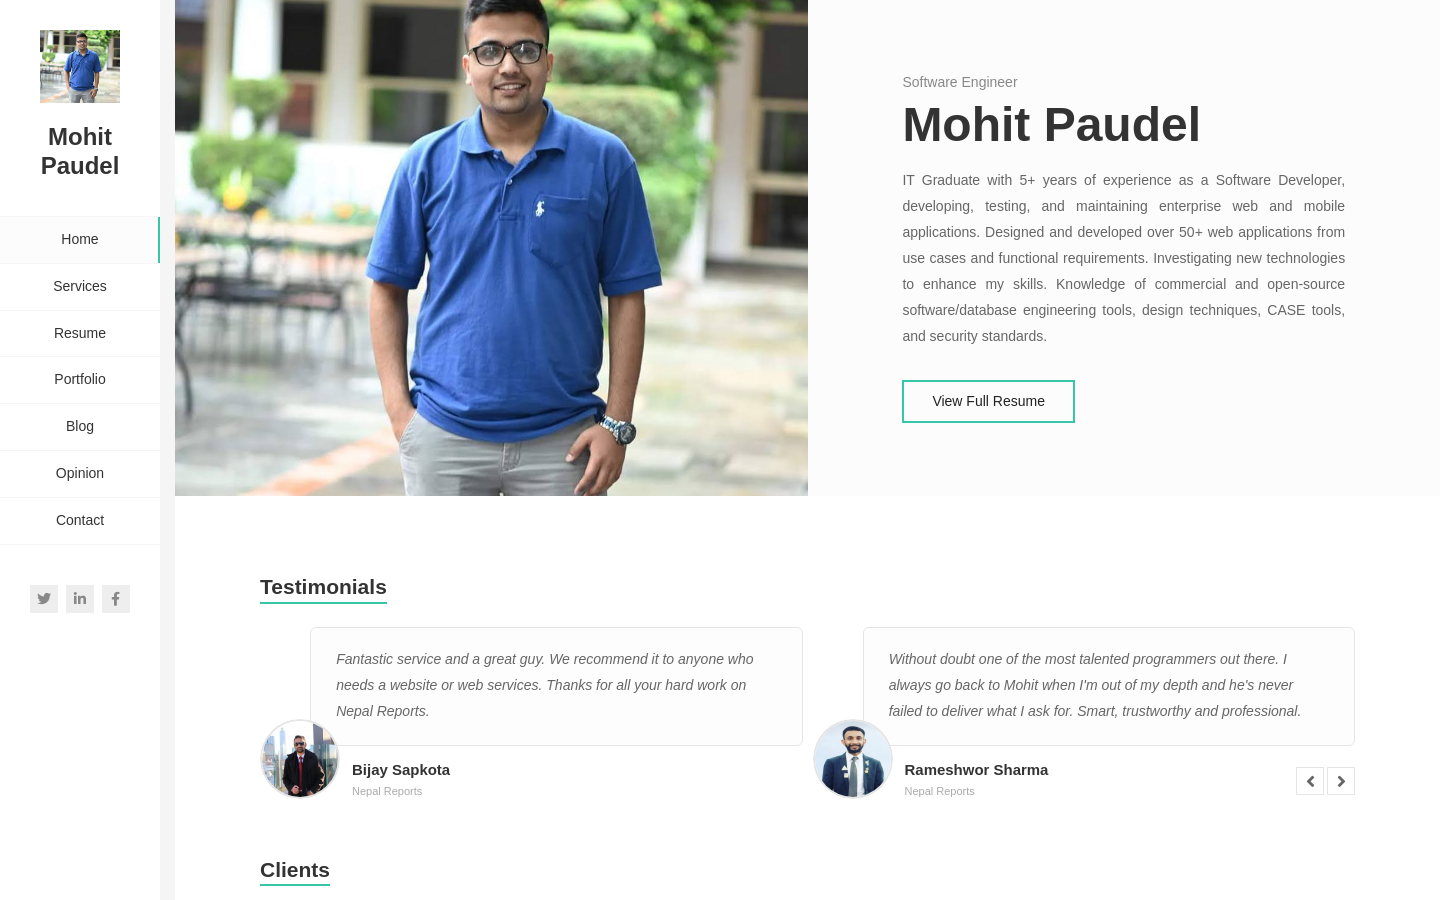 Mohit
Paudel
Home
Services
Resume
Portfolio
Blog
Opinion
Contact
Software Engineer
Mohit Paudel
IT Graduate with 5+ years of experience as a Software Developer,
developing, testing, and maintaining enterprise web and mobile
applications. Designed and developed over 50+ web applications from
use cases and functional requirements. Investigating new technologies
to enhance my skills. Knowledge of commercial and open-source
software/database engineering tools, design techniques, CASE tools,
and security standards.
View Full Resume
Testimonials
Fantastic service and a great guy. We recommend it to anyone who
needs a website or web services. Thanks for all your hard work on
Nepal Reports.
Bijay Sapkota
Nepal Reports
Without doubt one of the most talented programmers out there. I
always go back to Mohit when I'm out of my depth and he's never
failed to deliver what I ask for. Smart, trustworthy and professional.
Rameshwor Sharma
Nepal Reports
Clients